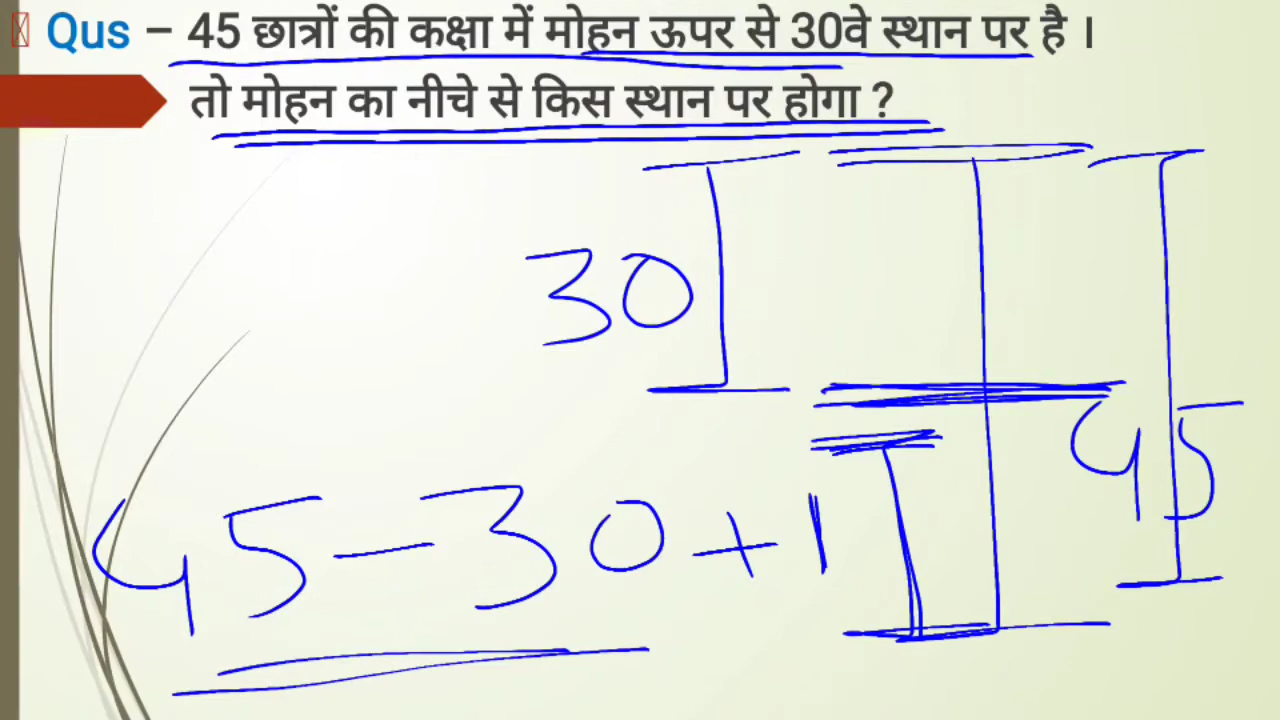 Qus – 45 छात्रों की कक्षा में मोहन ऊपर से 30वे स्थान पर है ।
तो मोहन का नीचे से किस स्थान पर होगा ?
30
45
45-30+1